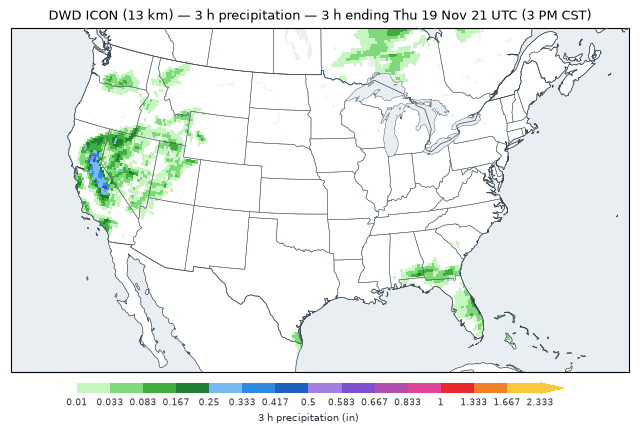 DWD ICON (13 km) — 3 h precipitation — 3 h ending Thu 19 Nov 21 UTC (3 PM CST)
0.01 0.033 0.083 0.167 0.25 0.333 0.417 0.5 0.583 0.667 0.833 1 1.333 1.667 2.333
3 h precipitation (in)